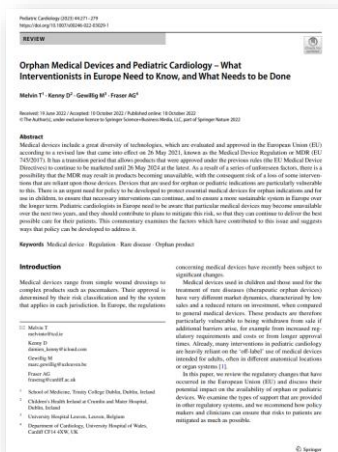 Pediatric Cardiology (2023) 44:271–279
https://doi.org/10.1007/s00246-022-03029-1
REVIEW
Orphan Medical Devices and Pediatric Cardiology – What
Interventionists in Europe Need to Know, and What Needs to be Done
Melvin T1 · Kenny D2 · Gewillig M3 · Fraser AG4
Received: 19 June 2022 / Accepted: 10 October 2022 / Published online: 18 October 2022
© The Author(s), under exclusive licence to Springer Science+Business Media, LLC, part of Springer Nature 2022
Abstract
Medical devices include a great diversity of technologies, which are evaluated and approved in the European Union (EU)
according to a revised law that came into effect on 26 May 2021, known as the Medical Device Regulation or MDR (EU
745/2017). It has a transition period that allows products that were approved under the previous rules (the EU Medical Device
Directives) to continue to be marketed until 26 May 2024 at the latest. As a result of a series of unforeseen factors, there is a
possibility that the MDR may result in products becoming unavailable, with the consequent risk of a loss of some interven-
tions that are reliant upon those devices. Devices that are used for orphan or pediatric indications are particularly vulnerable
to this. There is an urgent need for policy to be developed to protect essential medical devices for orphan indications and for
use in children, to ensure that necessary interventions can continue, and to ensure a more sustainable system in Europe over
the longer term. Pediatric cardiologists in Europe need to be aware that particular medical devices may become unavailable
over the next two years, and they should contribute to plans to mitigate this risk, so that they can continue to deliver the best
possible care for their patients. This commentary examines the factors which have contributed to this issue and suggests
ways that policy can be developed to address it.
Keywords Medical device · Regulation · Rare disease · Orphan product
Introduction
Medical devices range from simple wound dressings to
complex products such as pacemakers. Their approval is
determined by their risk classification and by the system
that applies in each jurisdiction. In Europe, the regulations
Melvin T
melvint@tcd.ie
Kenny D
Gewillig M
marc.gewillig@uzleuven.be
Fraser AG
fraserag@cardiff.ac.uk
1 School of Medicine, Trinity College Dublin, Dublin, Ireland
2 Children's Health Ireland at Crumlin and Mater Hospital,
Dublin, Ireland
3 University Hospital Leuven, Leuven, Belgium
4 Department of Cardiology, University Hospital of Wales,
Cardiff CF14 4XW, UK
concerning medical devices have recently been subject to
significant changes.
Medical devices used in children and those used for the
treatment of rare diseases (therapeutic orphan devices)
have very different market dynamics, characterized by low
sales and a reduced return on investment, when compared
to general medical devices. These products are therefore
particularly vulnerable to being withdrawn from sale if
additional barriers arise, for example from increased reg-
ulatory requirements and costs or from longer approval
times. Already, many interventions in pediatric cardiology
are heavily reliant on the 'off-label' use of medical devices
intended for adults, often in different anatomical locations
or organ systems [1].
In this paper, we review the regulatory changes that have
occurred in the European Union (EU) and discuss their
potential impact on the availability of orphan or pediatric
devices. We examine the types of support that are provided
in other regulatory systems, and we recommend how policy
makers and clinicians can ensure that risks to patients are
mitigated as much as possible.
Springer